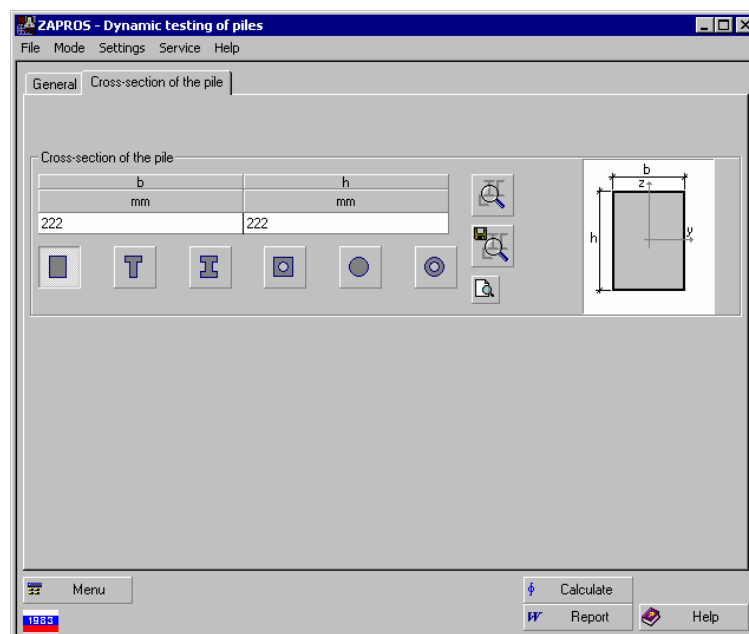 ZAPROS - Dynamic testing of piles
File Mode Settings Service Help
General Cross-section of the pile
Cross-section of the pile
b h
mm mm
222 222
b
z
h
y
Menu
Calculate
1983
W Report
Help